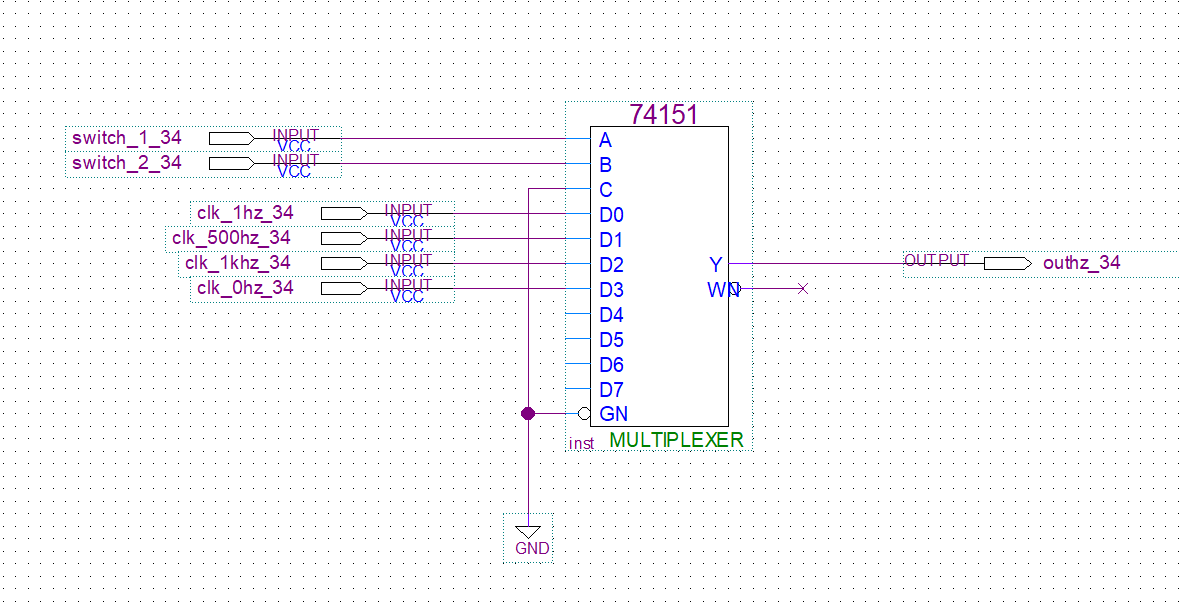 74151
switch_1_34 INPUT VCC A
switch_2_34 INPUT VCC B
C
clk_1hz_34 INPUT VCC D0
clk_500hz_34 INPUT VCC D1
clk_1khz_34 INPUT VCC D2 Y OUTPUT outhz_34
clk_0hz_34 INPUT VCC D3 WN
D4
D5
D6
D7
GN
inst MULTIPLEXER
GND